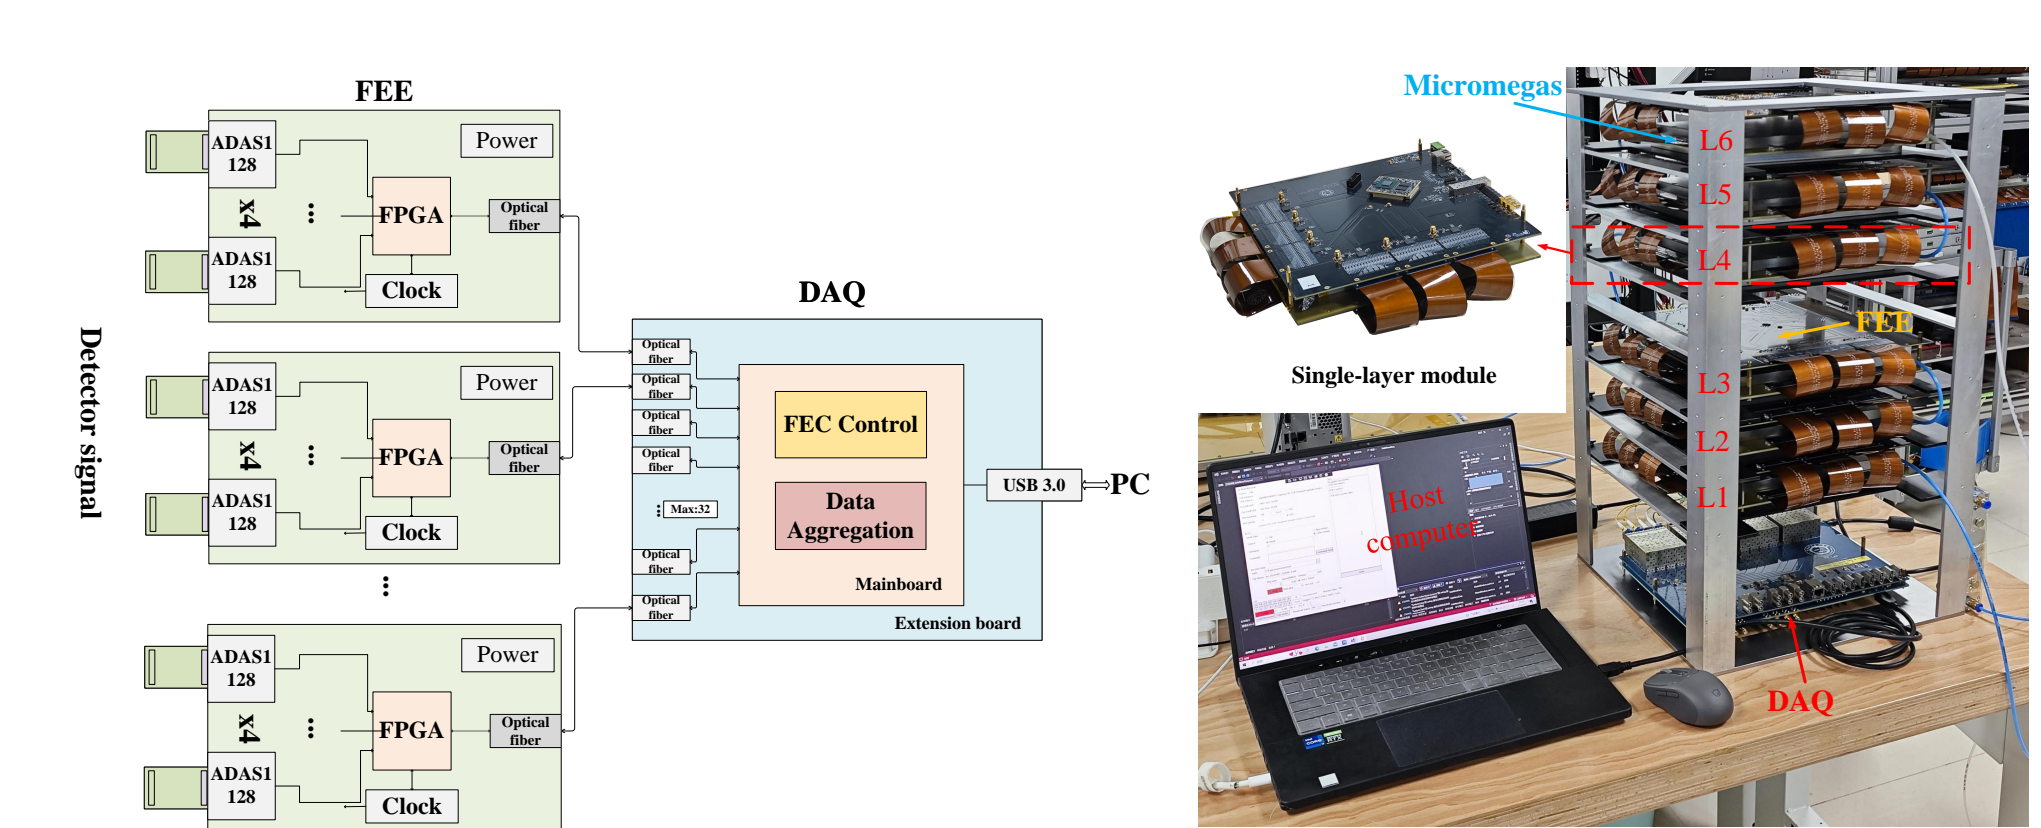 FEE
ADAS1
128
Power
x4
...
FPGA
Optical
fiber
ADAS1
128
Clock
Detector signal
ADAS1
128
Power
x4
...
FPGA
Optical
fiber
ADAS1
128
Clock
...
ADAS1
128
Power
x4
...
FPGA
Optical
fiber
ADAS1
128
Clock
DAQ
Optical
fiber
Optical
fiber
Optical
fiber
Optical
fiber
... Max:32
Optical
fiber
Optical
fiber
FEC Control
Data
Aggregation
Mainboard
Extension board
USB 3.0
PC
Micromegas
L6
L5
L4
FEE
L3
L2
L1
Single-layer module
Host
computer
DAQ